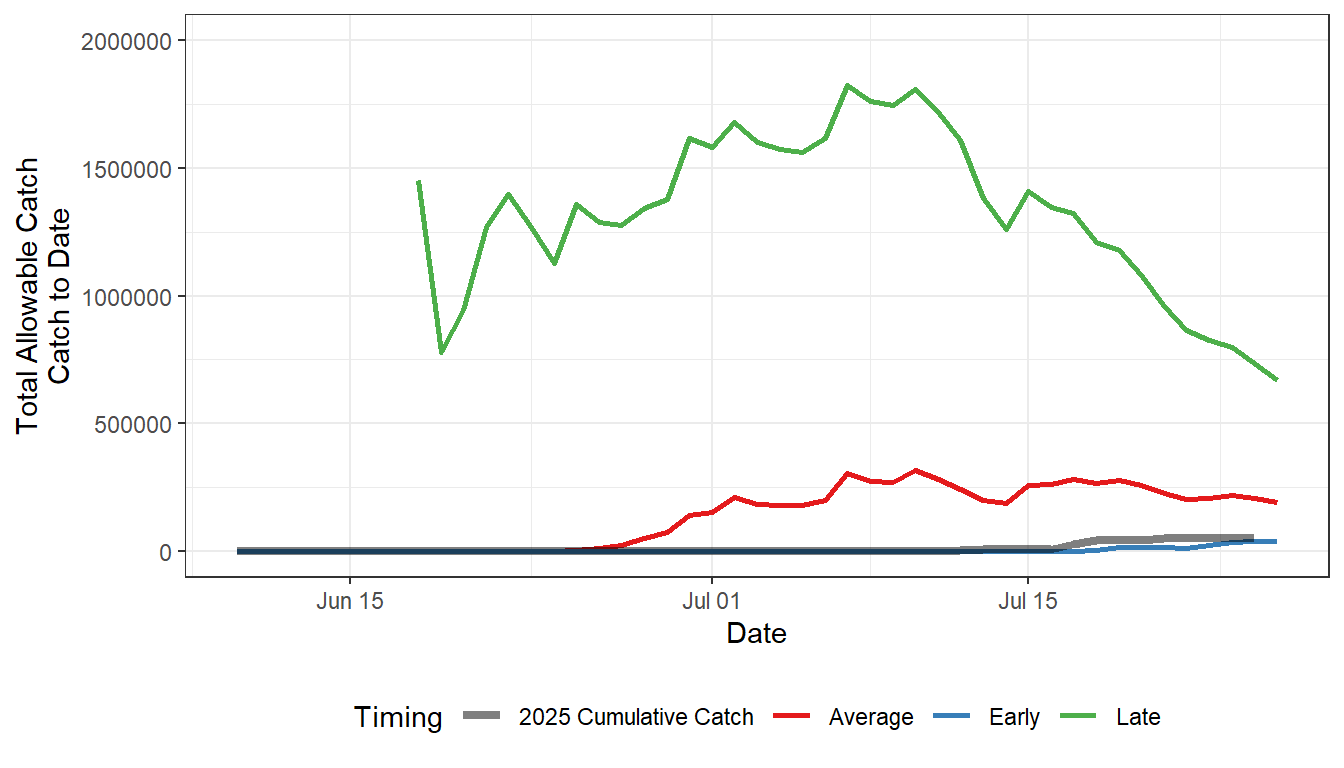 Total Allowable Catch
Catch to Date
2000000
1500000
1000000
500000
0
Jun 15
Jul 01
Jul 15
Date
Timing
2025 Cumulative Catch
Average
Early
Late